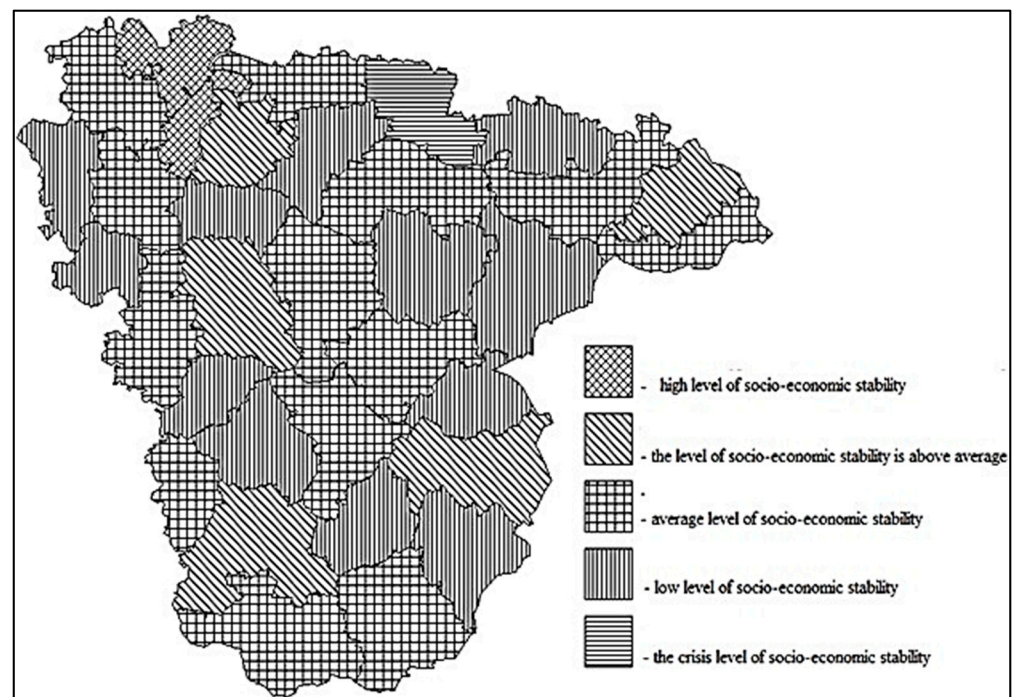 - high level of socio-economic stability
- the level of socio-economic stability is above average
- average level of socio-economic stability
- low level of socio-economic stability
- the crisis level of socio-economic stability